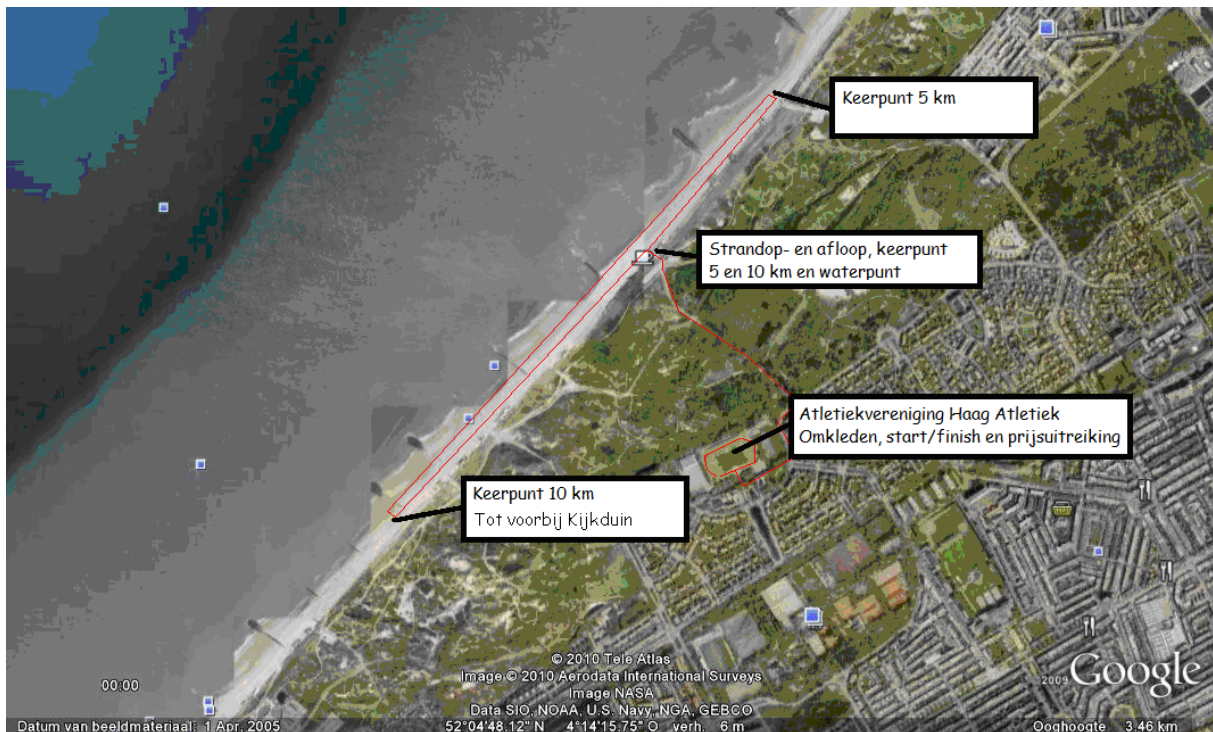 Keerpunt 5 km
Strandop- en afloop, keerpunt
5 en 10 km en waterpunt
Atletiekvereniging Haag Atletiek
Omkleden, start/finish en prijsuitreiking
Keerpunt 10 km
Tot voorbij Kijkduin
© 2010 Tele Atlas
Image © 2010 Aerodata International Surveys
Image NASA
Data SIO, NOAA, U.S. Navy, NGA, GEBCO
00:00
2009 Google
Datum van beeldmateriaal: 1 Apr, 2005 52°04'48.12" N 4°14'15.75" O verh. 6 m Ooghoogte 3.46 km